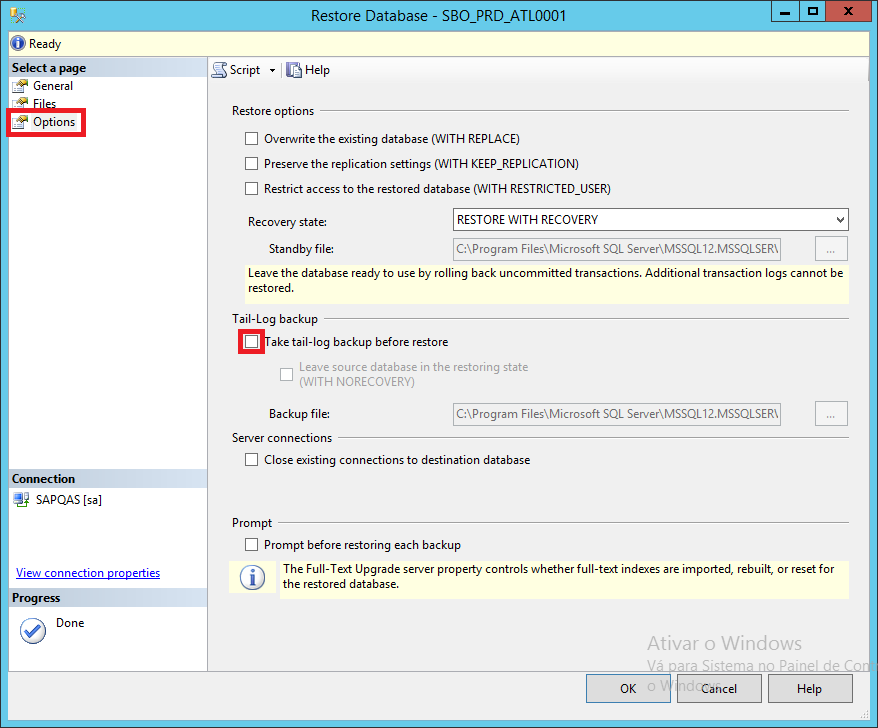 Restore Database - SBO_PRD_ATL0001
Ready
Select a page
General
Files
Options
Script
Help
Restore options
Overwrite the existing database (WITH REPLACE)
Preserve the replication settings (WITH KEEP_REPLICATION)
Restrict access to the restored database (WITH RESTRICTED_USER)
Recovery state:
RESTORE WITH RECOVERY
Standby file:
C:\Program Files\Microsoft SQL Server\MSSQL12.MSSQLSER\
...
Leave the database ready to use by rolling back uncommitted transactions. Additional transaction logs cannot be
restored.
Tail-Log backup
Take tail-log backup before restore
Leave source database in the restoring state
(WITH NORECOVERY)
Backup file:
C:\Program Files\Microsoft SQL Server\MSSQL12.MSSQLSER\
...
Server connections
Close existing connections to destination database
Connection
SAPQAS [sa]
View connection properties
Prompt
Prompt before restoring each backup
The Full-Text Upgrade server property controls whether full-text indexes are imported, rebuilt, or reset for
the restored database.
Progress
Done
Ativar o Windows
Vá para Sistema no Painel de Con
o Windows
OK
Cancel
Help